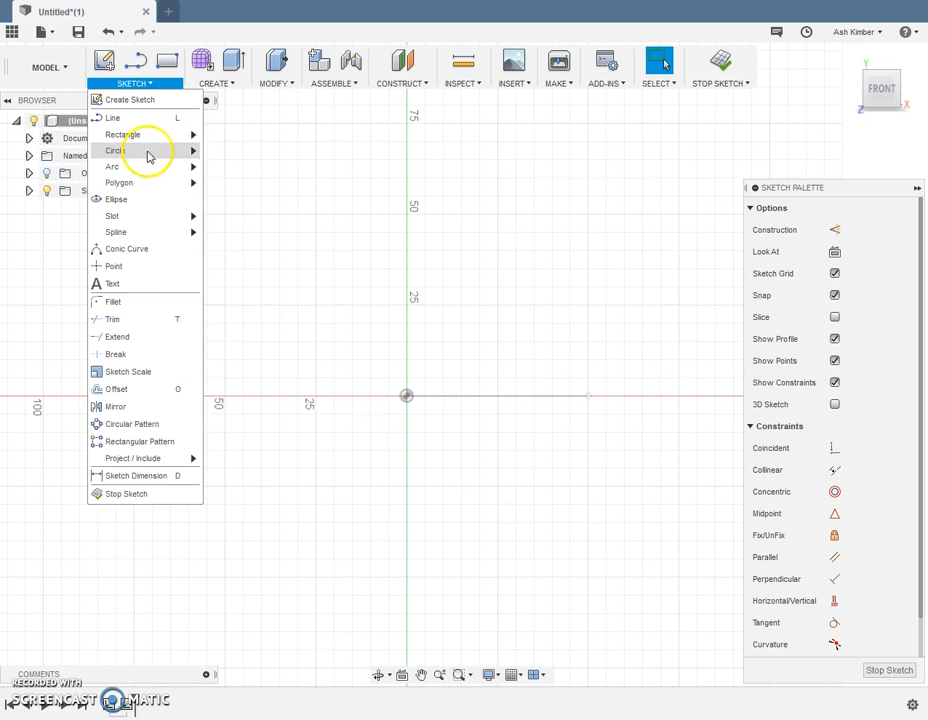 Untitled*(1)
Ash Kimber
MODEL
SKETCH
CREATE
MODIFY
ASSEMBLE
CONSTRUCT
INSPECT
INSERT
MAKE
ADD-INS
SELECT
STOP SKETCH
BROWSER
(Uns
Docum
Named
O
S
Create Sketch
Line L
Rectangle
Circle
Arc
Polygon
Ellipse
Slot
Spline
Conic Curve
Point
Text
Fillet
Trim T
Extend
Break
Sketch Scale
Offset O
Mirror
Circular Pattern
Rectangular Pattern
Project / Include
Sketch Dimension D
Stop Sketch
75
50
25
100
50
25
Y
FRONT
X
Z
SKETCH PALETTE
Options
Construction
Look At
Sketch Grid
Snap
Slice
Show Profile
Show Points
Show Constraints
3D Sketch
Constraints
Coincident
Collinear
Concentric
Midpoint
Fix/UnFix
Parallel
Perpendicular
Horizontal/Vertical
Tangent
Curvature
Stop Sketch
COMMENTS
RECORDED WITH
SCREENCAST MATIC